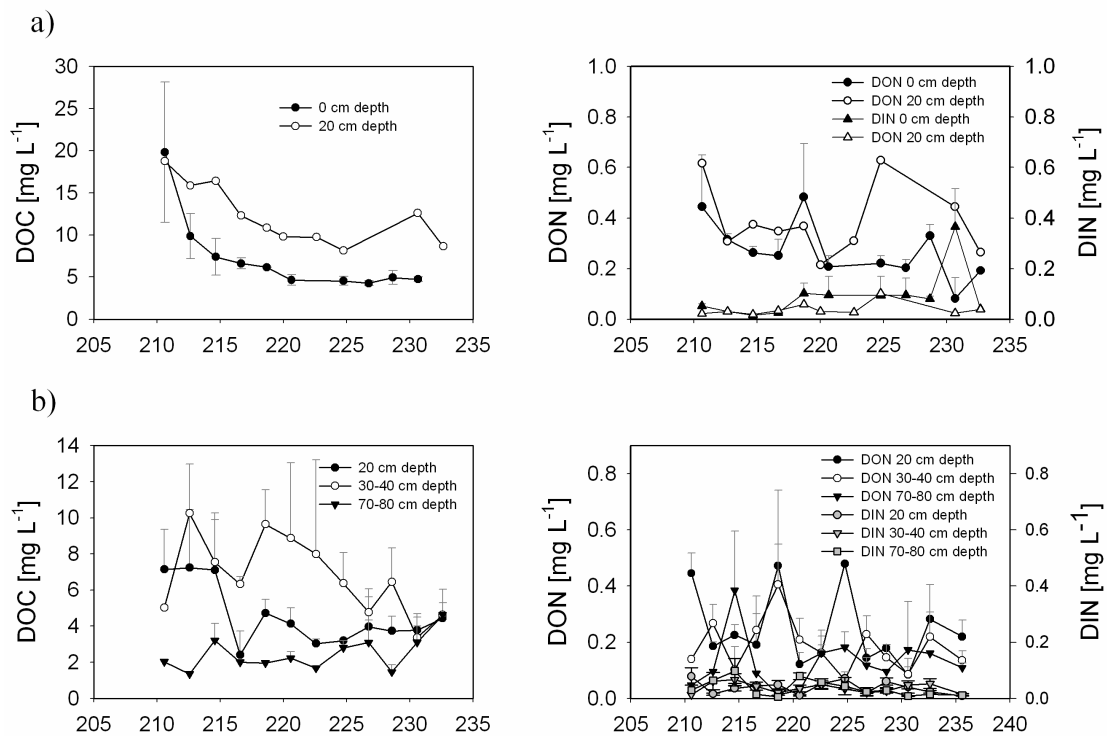 a)
30
25
20
15
10
5
0
DOC [mg L⁻¹]
0 cm depth
20 cm depth
205 210 215 220 225 230 235
1.0
0.8
0.6
0.4
0.2
0.0
DON [mg L⁻¹]
DON 0 cm depth
DON 20 cm depth
DIN 0 cm depth
DON 20 cm depth
1.0
0.8
0.6
0.4
0.2
0.0
DIN [mg L⁻¹]
205 210 215 220 225 230 235
b)
14
12
10
8
6
4
2
0
DOC [mg L⁻¹]
20 cm depth
30-40 cm depth
70-80 cm depth
205 210 215 220 225 230 235
0.8
0.6
0.4
0.2
0.0
DON [mg L⁻¹]
DON 20 cm depth
DON 30-40 cm depth
DON 70-80 cm depth
DIN 20 cm depth
DIN 30-40 cm depth
DIN 70-80 cm depth
0.8
0.6
0.4
0.2
0.0
DIN [mg L⁻¹]
205 210 215 220 225 230 235 240